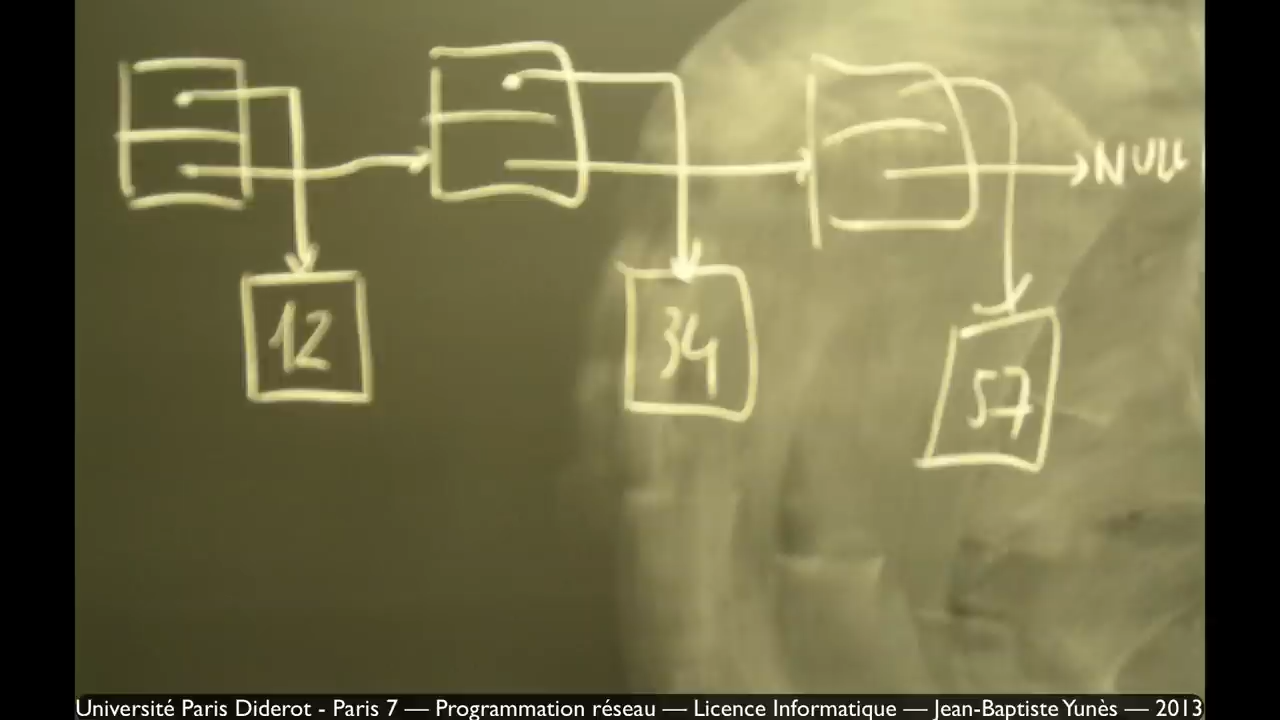 NULL
12
34
57
Université Paris Diderot - Paris 7 — Programmation réseau — Licence Informatique — Jean-Baptiste Yunès — 2013